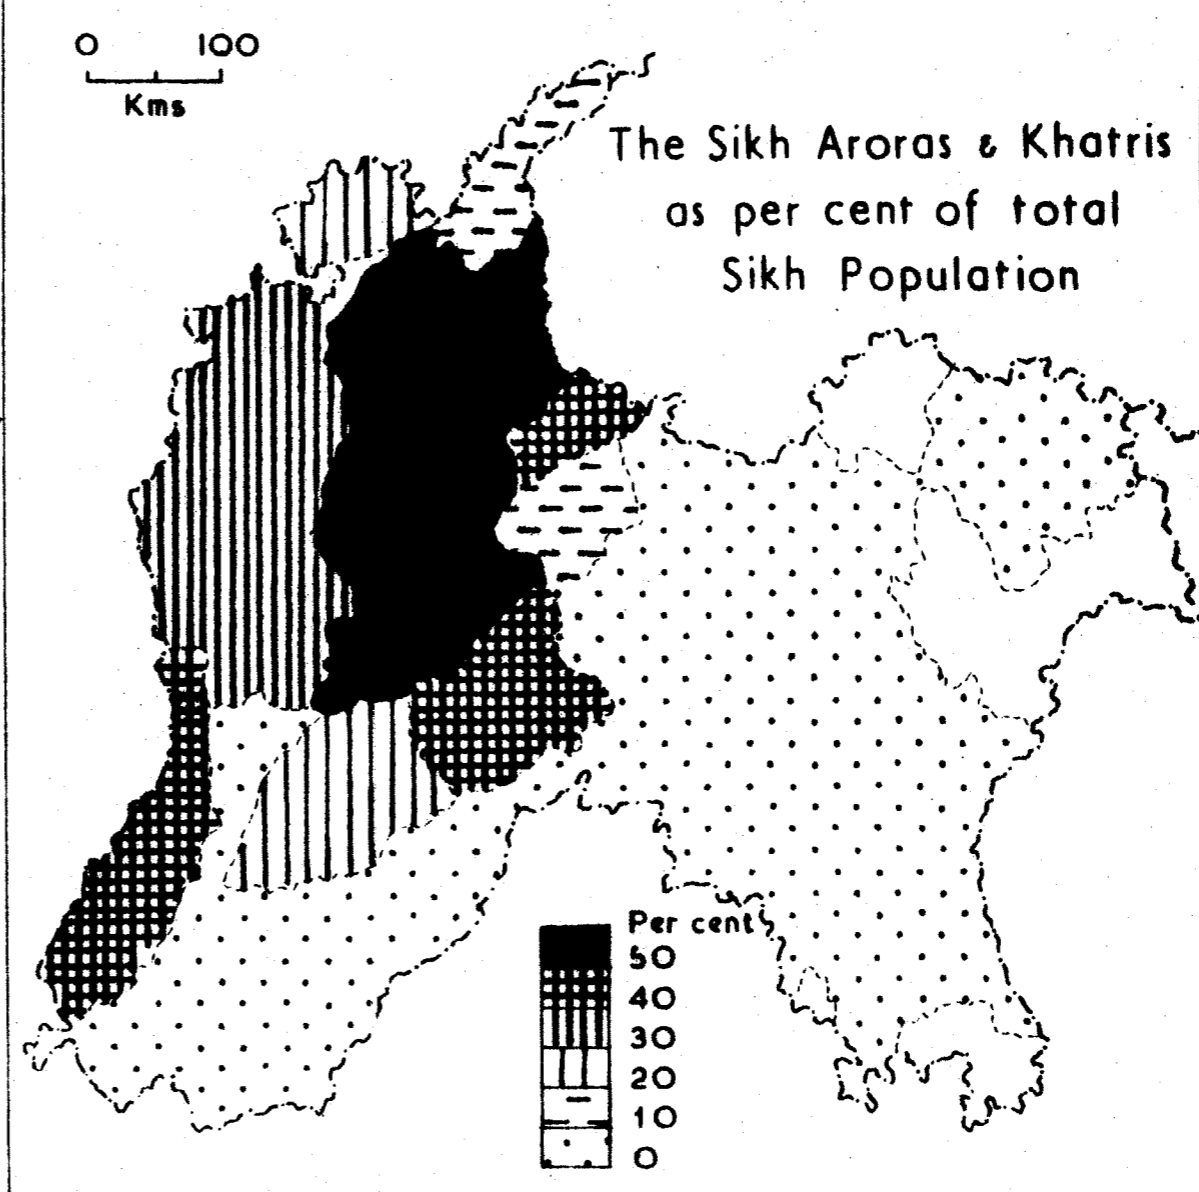 0 100
Kms
The Sikh Aroras & Khatris
as per cent of total
Sikh Population
Per cent
50
40
30
20
10
0